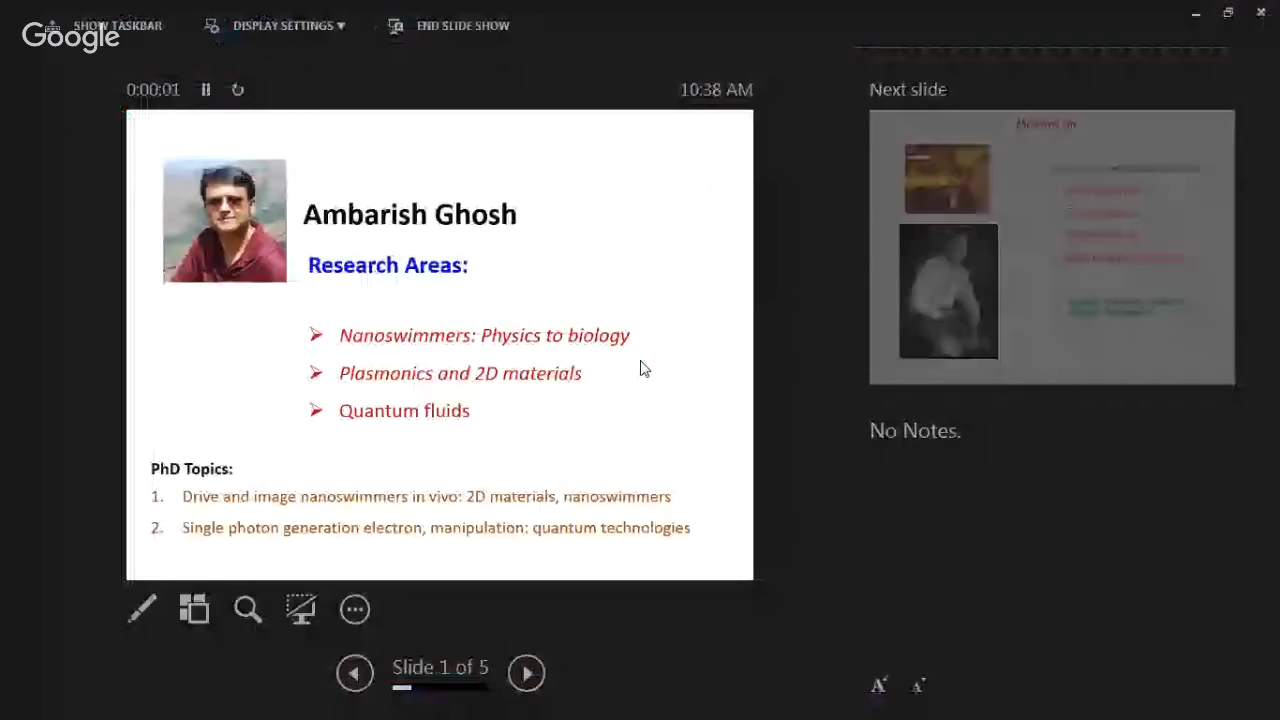 SHOW TASKBAR DISPLAY SETTINGS ▼ END SLIDE SHOW
Google
0:00:01 10:38 AM Next slide
Ambarish Ghosh
Research Areas:
➢ Nanoswimmers: Physics to biology
➢ Plasmonics and 2D materials
➢ Quantum fluids
No Notes.
PhD Topics:
1. Drive and image nanoswimmers in vivo: 2D materials, nanoswimmers
2. Single photon generation electron, manipulation: quantum technologies
Slide 1 of 5
A A